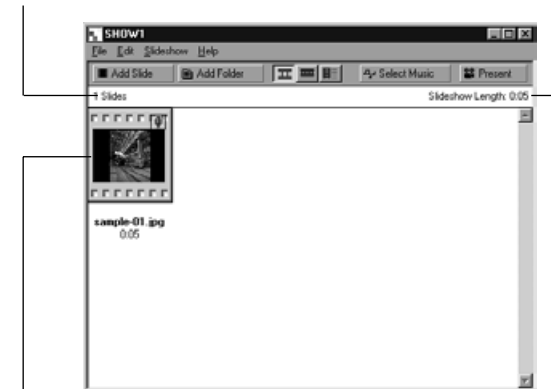 SHOW1
File Edit Slideshow Help
Add Slide Add Folder Select Music Present
1 Slides Slideshow Length: 0:05
sample-01.jpg
0:05